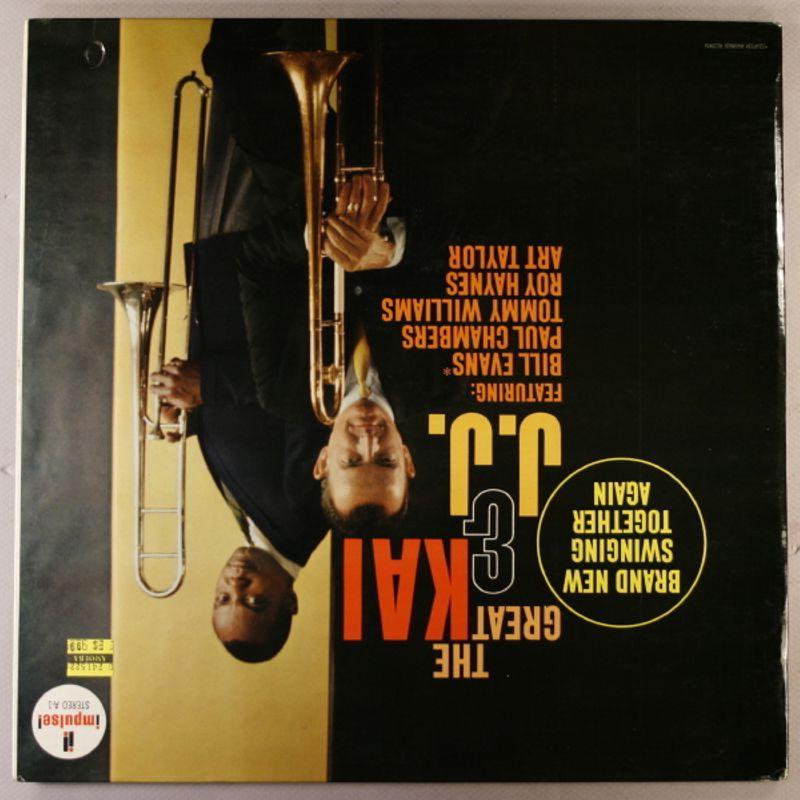 impulse!
STEREO A-1
AMOEBA
THE
GREAT KAI
&
J.J.
BRAND NEW
SWINGING
TOGETHER
AGAIN
FEATURING:
BILL EVANS*
PAUL CHAMBERS
TOMMY WILLIAMS
ROY HAYNES
ART TAYLOR